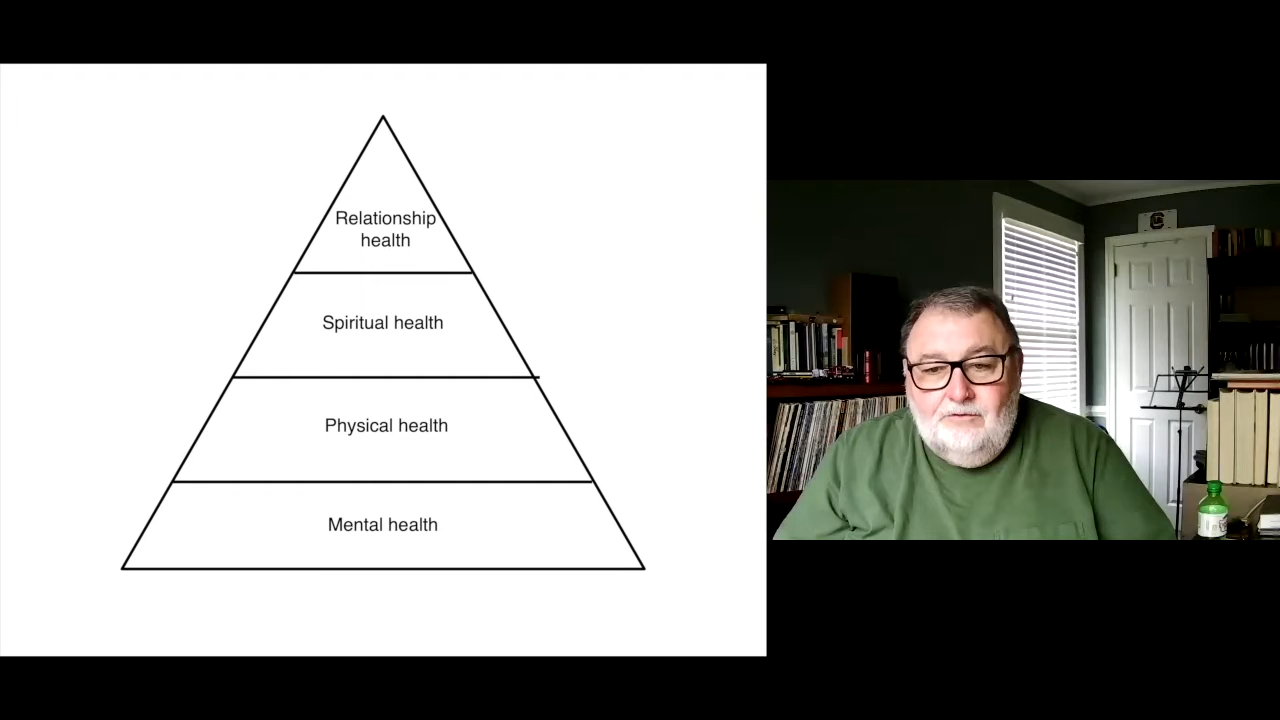 Relationship
health
Spiritual health
Physical health
Mental health